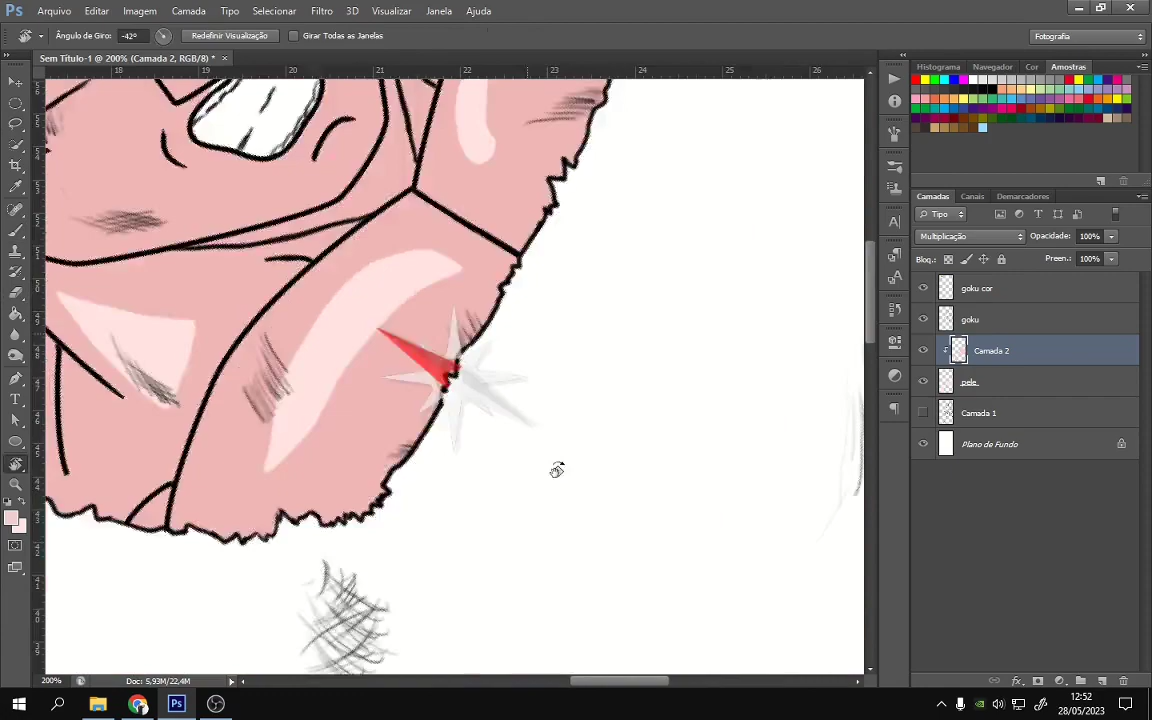 Ps Arquivo Editar Imagem Camada Tipo Selecionar Filtro 3D Visualizar Janela Ajuda
Ângulo de Giro: -42° Redefinir Visualização Girar Todas as Janelas Fotografia
Sem Título-1 @ 200% (Camada 2, RGB/8) * ×
18 19 20 21 22 23 24 25 26
Histograma Navegador Cor Amostras
Camadas Canais Demarcadores
Tipo
Multiplicação Opacidade: 100%
Bloq.: Preen.: 100%
goku cor
goku
Camada 2
pele
Camada 1
Plano de Fundo
200% Doc: 5,93M/22,4M
fx
Ps
12:52
28/05/2023